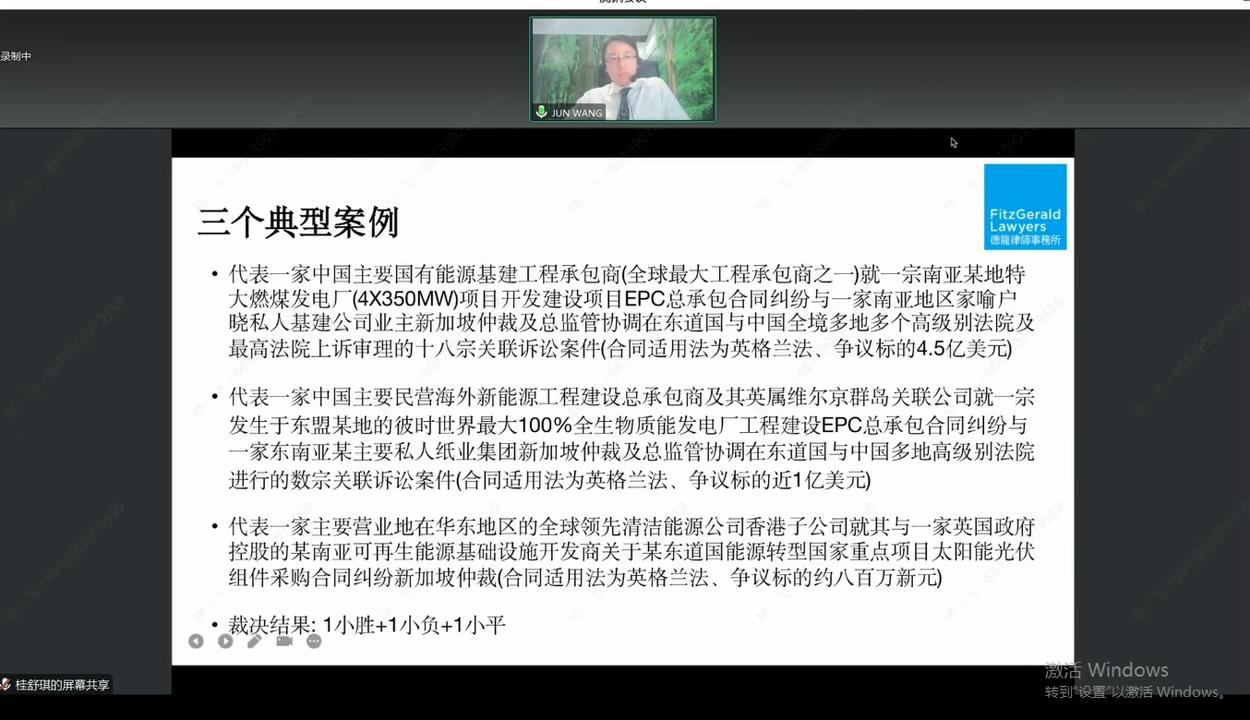 录制中
JUN WANG
三个典型案例
FitzGerald
Lawyers
德龍律師事務所
• 代表一家中国主要国有能源基建工程承包商(全球最大工程承包商之一)就一宗南亚某地特
大燃煤发电厂(4X350MW)项目开发建设项目EPC总承包合同纠纷与一家南亚地区家喻户
晓私人基建公司业主新加坡仲裁及总监管协调在东道国与中国全境多地多个高级别法院及
最高法院上诉审理的十八宗关联诉讼案件(合同适用法为英格兰法、争议标的4.5亿美元)
• 代表一家中国主要民营海外新能源工程建设总承包商及其英属维尔京群岛关联公司就一宗
发生于东盟某地的彼时世界最大100%全生物质能发电厂工程建设EPC总承包合同纠纷与
一家东南亚某主要私人纸业集团新加坡仲裁及总监管协调在东道国与中国多地高级别法院
进行的数宗关联诉讼案件(合同适用法为英格兰法、争议标的近1亿美元)
• 代表一家主要营业地在华东地区的全球领先清洁能源公司香港子公司就其与一家英国政府
控股的某南亚可再生能源基础设施开发商关于某东道国能源转型国家重点项目太阳能光伏
组件采购合同纠纷新加坡仲裁(合同适用法为英格兰法、争议标的约八百万新元)
• 裁决结果: 1小胜+1小负+1小平
桂舒琪的屏幕共享
激活 Windows
转到"设置"以激活 Windows。